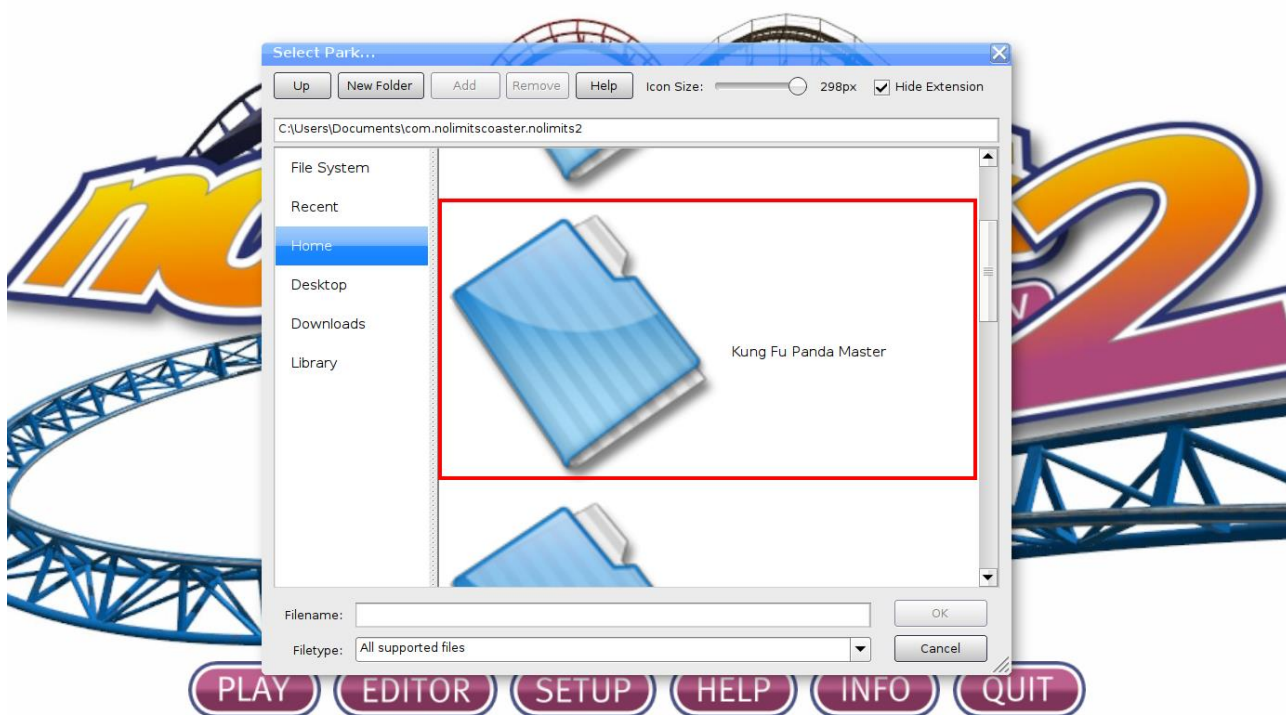 Select Park...
Up New Folder Add Remove Help Icon Size: 298px Hide Extension
C:\Users\Documents\com.nolimitscoaster.nolimits2
File System
Recent
Home
Desktop
Downloads
Library
Kung Fu Panda Master
Filename: OK
Filetype: All supported files Cancel
2
PLAY EDITOR SETUP HELP INFO QUIT